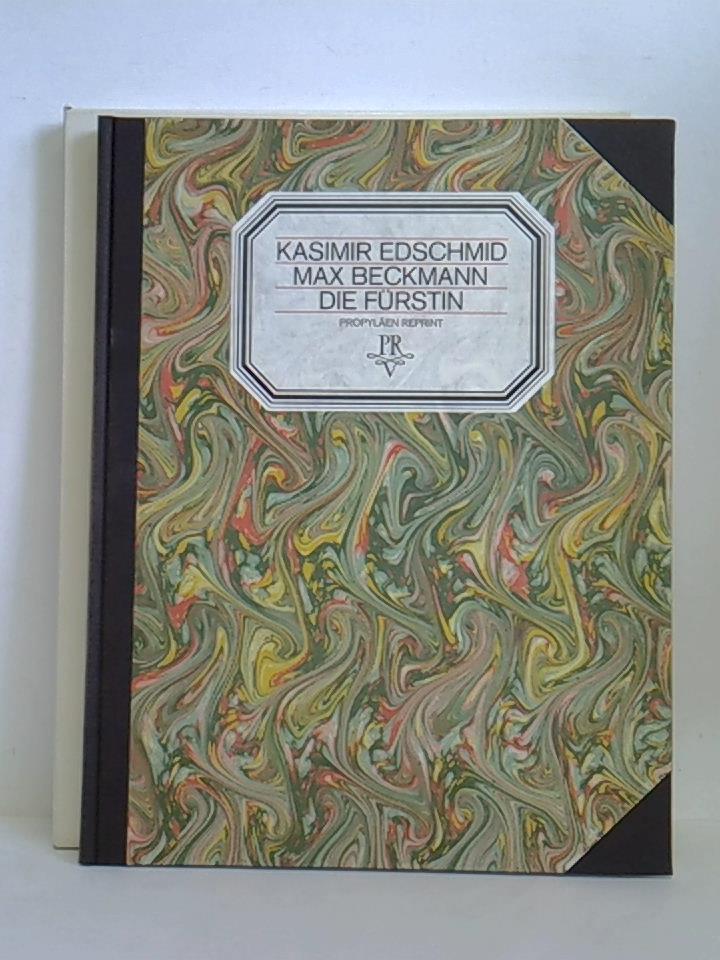 KASIMIR EDSCHMID
MAX BECKMANN
DIE FÜRSTIN
PROPYLÄEN REPRINT
PR
V